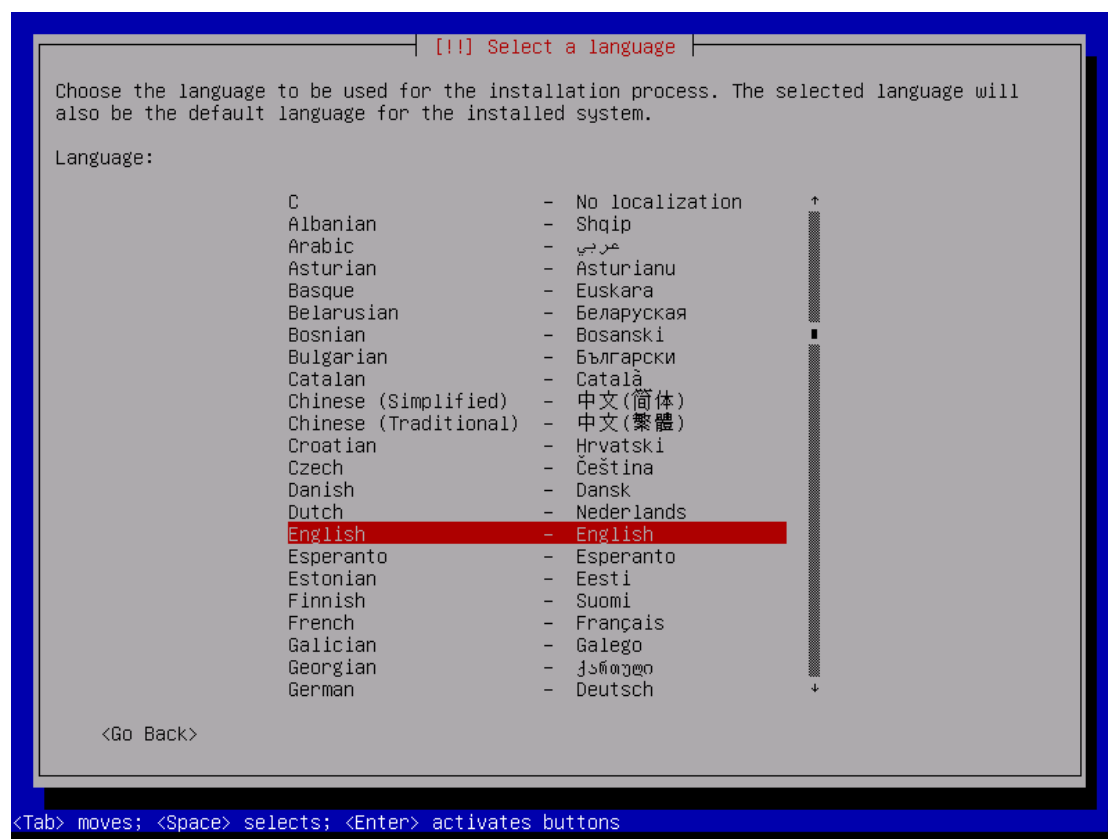 [!!] Select a language
Choose the language to be used for the installation process. The selected language will
also be the default language for the installed system.
Language:
C - No localization
Albanian - Shqip
Arabic - عربي
Asturian - Asturianu
Basque - Euskara
Belarusian - Беларуская
Bosnian - Bosanski
Bulgarian - Български
Catalan - Català
Chinese (Simplified) - 中文(简体)
Chinese (Traditional) - 中文(繁體)
Croatian - Hrvatski
Czech - Čeština
Danish - Dansk
Dutch - Nederlands
English - English
Esperanto - Esperanto
Estonian - Eesti
Finnish - Suomi
French - Français
Galician - Galego
Georgian - ქართული
German - Deutsch
<Go Back>
<Tab> moves; <Space> selects; <Enter> activates buttons